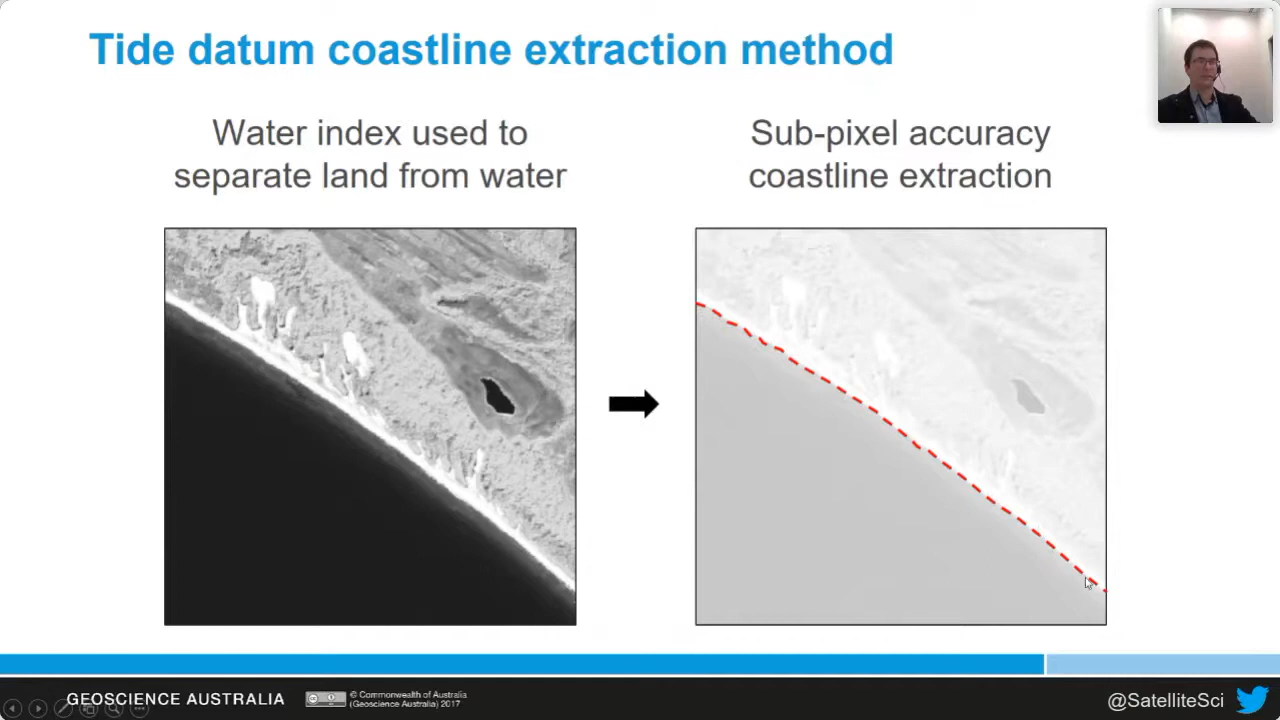 Tide datum coastline extraction method
Water index used to
separate land from water
Sub-pixel accuracy
coastline extraction
GEOSCIENCE AUSTRALIA
© Commonwealth of Australia
(Geoscience Australia) 2017
@SatelliteSci